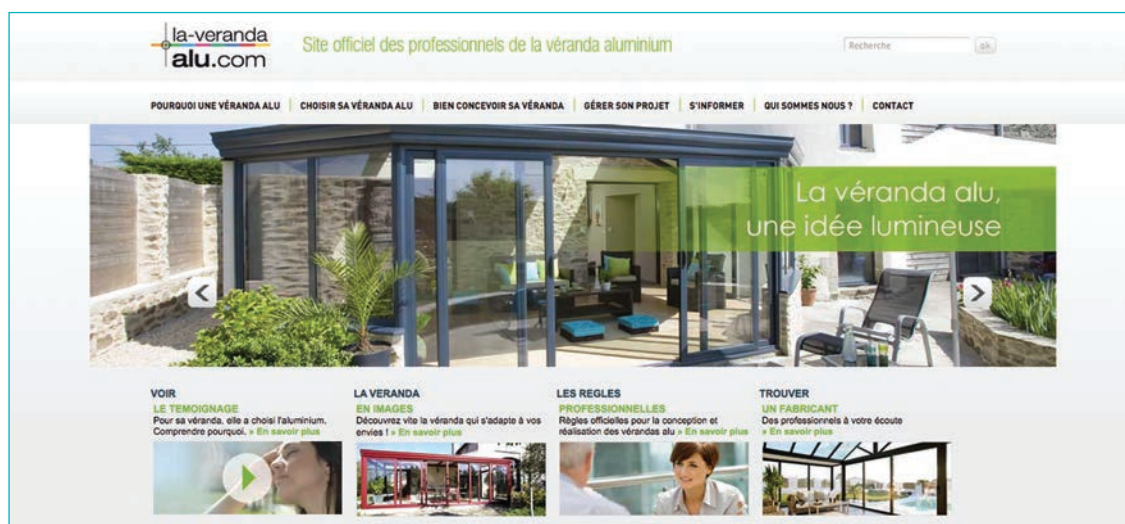 la-veranda
alu.com
Site officiel des professionnels de la véranda aluminium
Recherche
ok
POURQUOI UNE VÉRANDA ALU
CHOISIR SA VÉRANDA ALU
BIEN CONCEVOIR SA VÉRANDA
GÉRER SON PROJET
S'INFORMER
QUI SOMMES NOUS ?
CONTACT
La véranda alu,
une idée lumineuse
VOIR
LE TEMOIGNAGE
Pour sa véranda, elle a choisi l'aluminium.
Comprendre pourquoi. » En savoir plus
LA VERANDA
EN IMAGES
Découvrez vite la véranda qui s'adapte à vos
envies ! » En savoir plus
LES REGLES
PROFESSIONNELLES
Règles officielles pour la conception et
réalisation des vérandas alu » En savoir plus
TROUVER
UN FABRICANT
Des professionnels à votre écoute
» En savoir plus